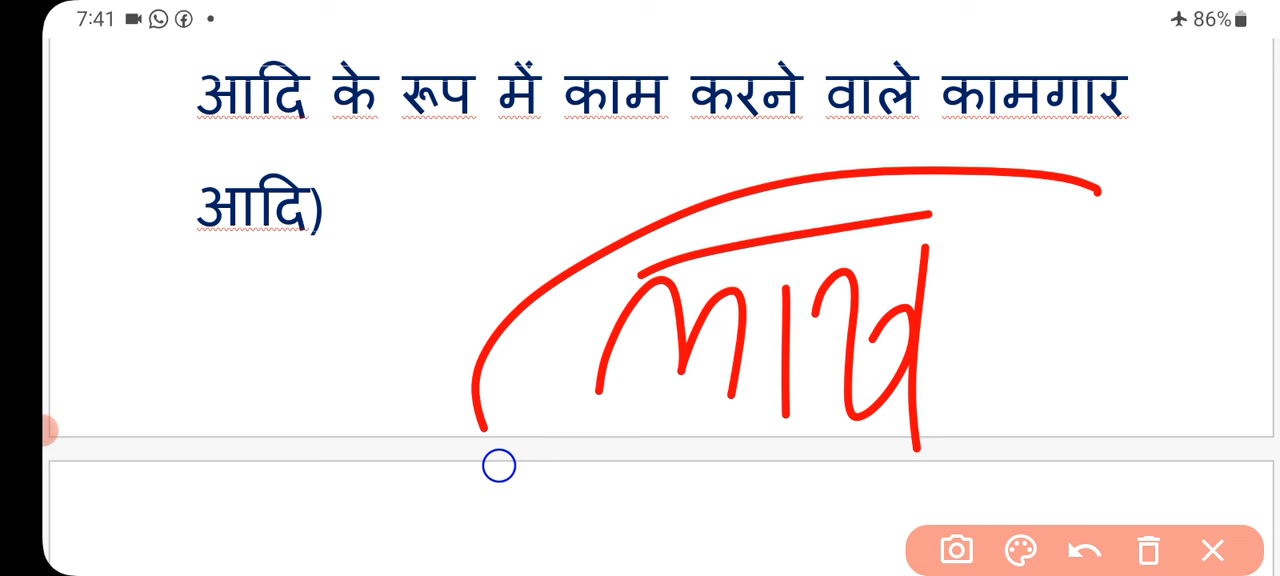 7:41
86%
आदि के रूप में काम करने वाले कामगार
आदि)
लाख